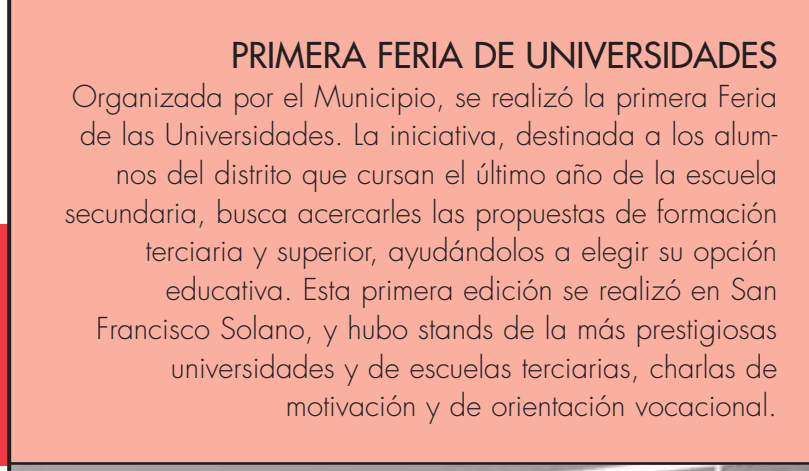 PRIMERA FERIA DE UNIVERSIDADES
Organizada por el Municipio, se realizó la primera Feria
de las Universidades. La iniciativa, destinada a los alum-
nos del distrito que cursan el último año de la escuela
secundaria, busca acercarles las propuestas de formación
terciaria y superior, ayudándolos a elegir su opción
educativa. Esta primera edición se realizó en San
Francisco Solano, y hubo stands de la más prestigiosas
universidades y de escuelas terciarias, charlas de
motivación y de orientación vocacional.